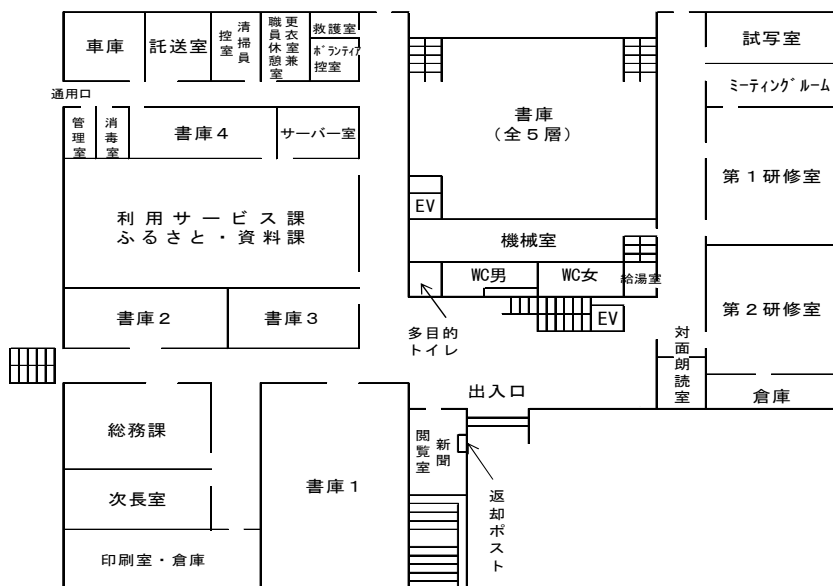 車庫
託送室
清掃員
控室
更衣室兼
職員休憩室
救護室
ボランティア
控室
試写室
ミーティングルーム
通用口
管理室
消毒室
書庫4
サーバー室
書庫
(全5層)
第1研修室
利用サービス課
ふるさと・資料課
EV
機械室
WC男
WC女
給湯室
書庫2
書庫3
多目的
トイレ
EV
第2研修室
対面朗読室
倉庫
出入口
総務課
新聞
閲覧室
次長室
書庫1
返却ポスト
印刷室・倉庫